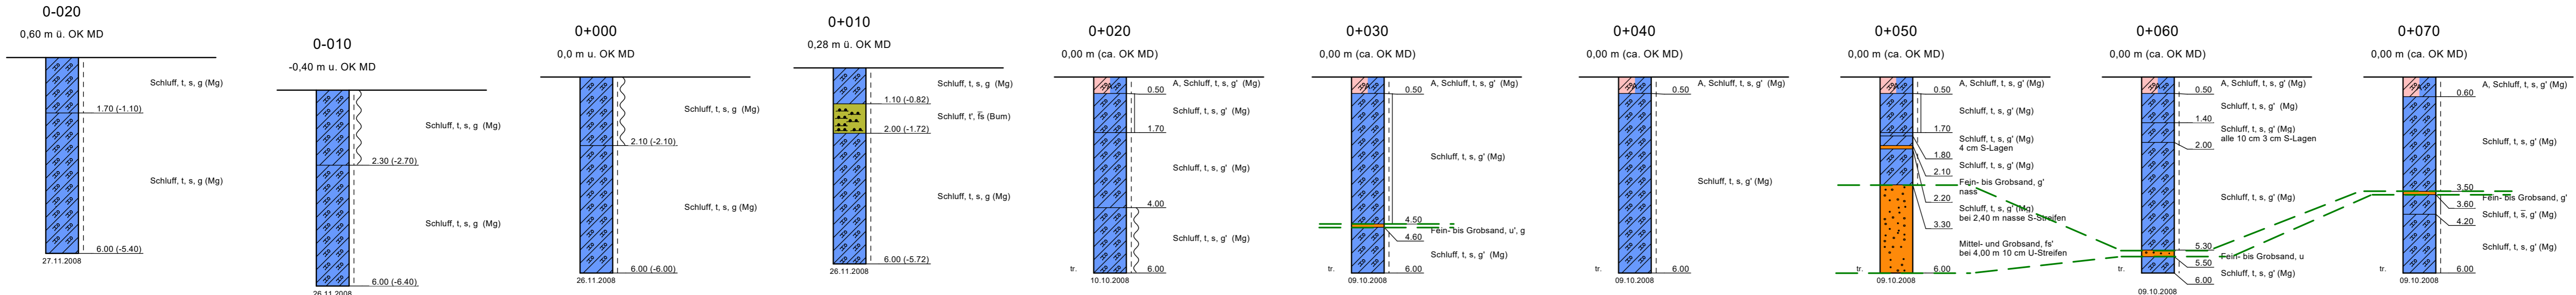 0-020
0,60 m ü. OK MD
Schluff, t, s, g (Mg)
1.70 (-1.10)
Schluff, t, s, g (Mg)
6.00 (-5.40)
27.11.2008
0-010
-0,40 m u. OK MD
Schluff, t, s, g (Mg)
2.30 (-2.70)
Schluff, t, s, g (Mg)
6.00 (-6.40)
26.11.2008
0+000
0,0 m u. OK MD
Schluff, t, s, g (Mg)
2.10 (-2.10)
Schluff, t, s, g (Mg)
6.00 (-6.00)
26.11.2008
0+010
0,28 m ü. OK MD
Schluff, t, s, g (Mg)
1.10 (-0.82)
Schluff, t', f̅s̅ (Bum)
2.00 (-1.72)
Schluff, t, s, g (Mg)
6.00 (-5.72)
26.11.2008
0+020
0,00 m (ca. OK MD)
A, Schluff, t, s, g' (Mg)
0.50
Schluff, t, s, g' (Mg)
1.70
Schluff, t, s, g' (Mg)
4.00
Schluff, t, s, g' (Mg)
tr.
6.00
10.10.2008
0+030
0,00 m (ca. OK MD)
A, Schluff, t, s, g' (Mg)
0.50
Schluff, t, s, g' (Mg)
4.50
Fein- bis Grobsand, u', g
4.60
Schluff, t, s, g' (Mg)
tr.
6.00
09.10.2008
0+040
0,00 m (ca. OK MD)
A, Schluff, t, s, g' (Mg)
0.50
Schluff, t, s, g' (Mg)
tr.
6.00
09.10.2008
0+050
0,00 m (ca. OK MD)
A, Schluff, t, s, g' (Mg)
0.50
Schluff, t, s, g' (Mg)
1.70
Schluff, t, s, g' (Mg)
4 cm S-Lagen
1.80
Schluff, t, s, g' (Mg)
2.10
Fein- bis Grobsand, g'
nass
2.20
Schluff, t, s, g' (Mg)
bei 2,40 m nasse S-Streifen
3.30
Mittel- und Grobsand, fs'
bei 4,00 m 10 cm U-Streifen
tr.
6.00
09.10.2008
0+060
0,00 m (ca. OK MD)
A, Schluff, t, s, g' (Mg)
0.50
Schluff, t, s, g' (Mg)
1.40
Schluff, t, s, g' (Mg)
alle 10 cm 3 cm S-Lagen
2.00
Schluff, t, s, g' (Mg)
5.30
Fein- bis Grobsand, u
5.50
tr.
Schluff, t, s, g' (Mg)
6.00
09.10.2008
0+070
0,00 m (ca. OK MD)
A, Schluff, t, s, g' (Mg)
0.60
Schluff, t, s, g' (Mg)
3.50
Fein- bis Grobsand, g'
3.60
Schluff, t, s̅, g' (Mg)
4.20
Schluff, t, s, g' (Mg)
tr.
6.00
09.10.2008